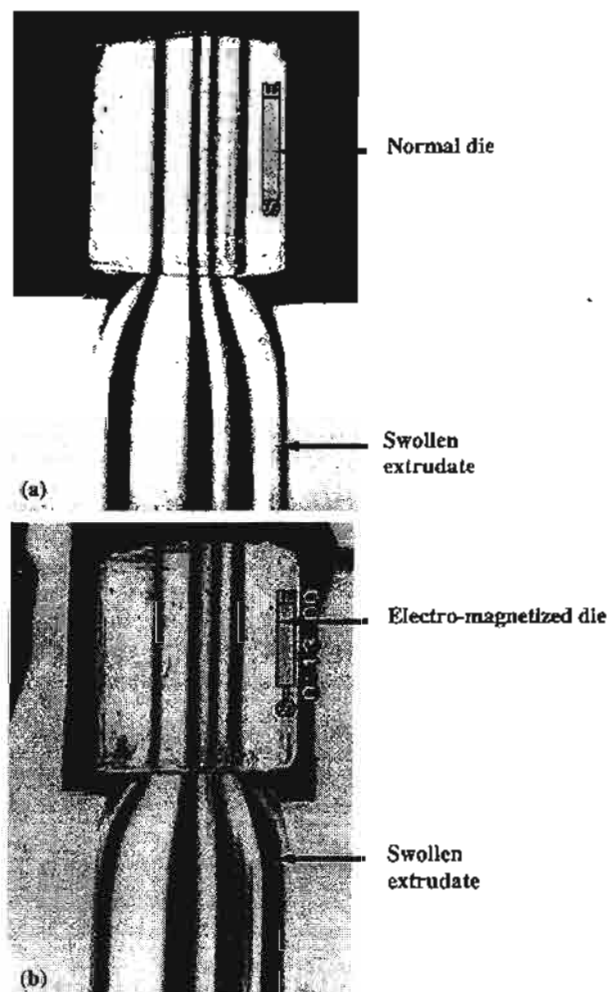 Normal die
Swollen
extrudate
(a)
Electro-magnetized die
Swollen
extrudate
(b)